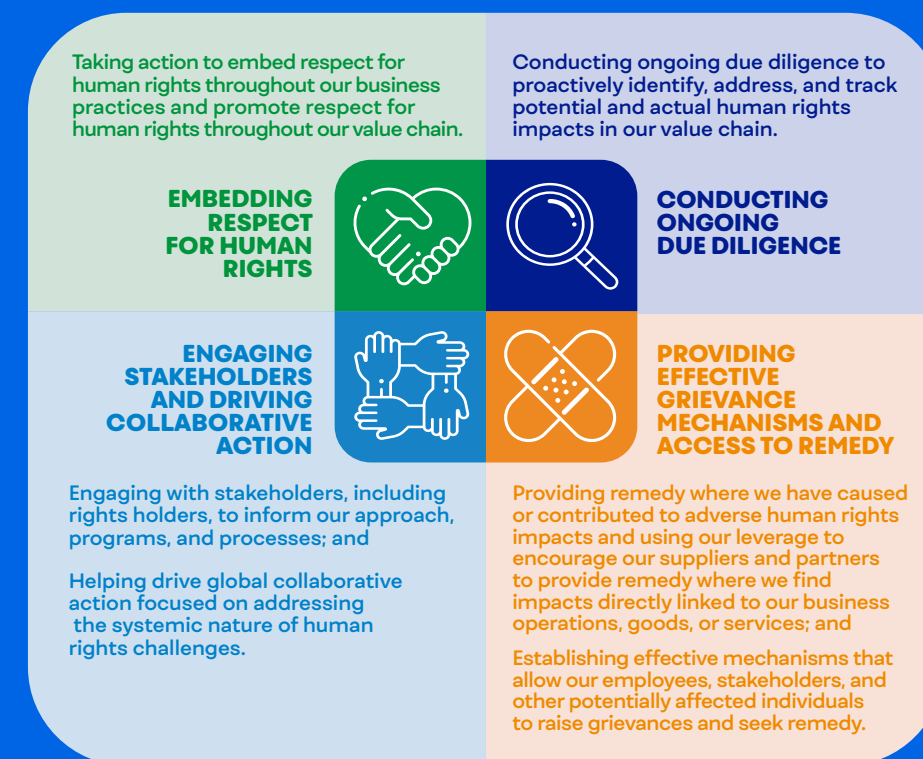 Taking action to embed respect for
human rights throughout our business
practices and promote respect for
human rights throughout our value chain.
EMBEDDING
RESPECT
FOR HUMAN
RIGHTS
Conducting ongoing due diligence to
proactively identify, address, and track
potential and actual human rights
impacts in our value chain.
CONDUCTING
ONGOING
DUE DILIGENCE
ENGAGING
STAKEHOLDERS
AND DRIVING
COLLABORATIVE
ACTION
Engaging with stakeholders, including
rights holders, to inform our approach,
programs, and processes; and
Helping drive global collaborative
action focused on addressing
the systemic nature of human
rights challenges.
PROVIDING
EFFECTIVE
GRIEVANCE
MECHANISMS AND
ACCESS TO REMEDY
Providing remedy where we have caused
or contributed to adverse human rights
impacts and using our leverage to
encourage our suppliers and partners
to provide remedy where we find
impacts directly linked to our business
operations, goods, or services; and
Establishing effective mechanisms that
allow our employees, stakeholders, and
other potentially affected individuals
to raise grievances and seek remedy.